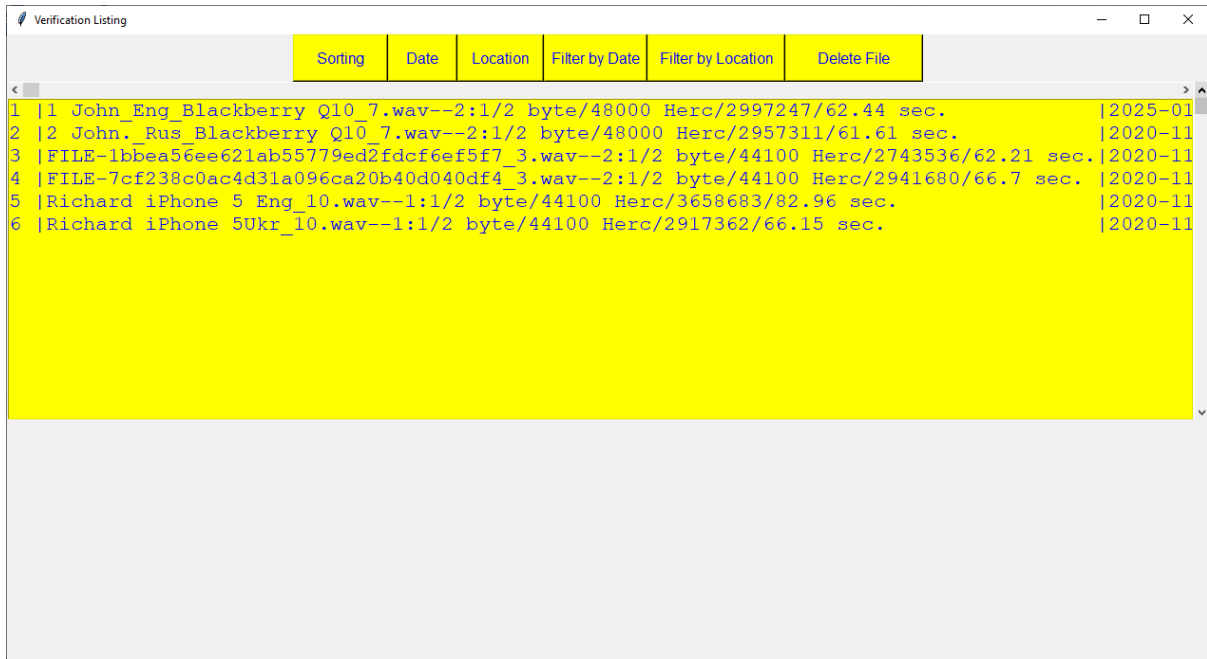 Verification Listing
Sorting Date Location Filter by Date Filter by Location Delete File
1 |1 John_Eng_Blackberry Q10_7.wav--2:1/2 byte/48000 Herc/2997247/62.44 sec. |2025-01
2 |2 John._Rus_Blackberry Q10_7.wav--2:1/2 byte/48000 Herc/2957311/61.61 sec. |2020-11
3 |FILE-1bbea56ee621ab55779ed2fdcf6ef5f7_3.wav--2:1/2 byte/44100 Herc/2743536/62.21 sec.|2020-11
4 |FILE-7cf238c0ac4d31a096ca20b40d040df4_3.wav--2:1/2 byte/44100 Herc/2941680/66.7 sec. |2020-11
5 |Richard iPhone 5 Eng_10.wav--1:1/2 byte/44100 Herc/3658683/82.96 sec. |2020-11
6 |Richard iPhone 5Ukr_10.wav--1:1/2 byte/44100 Herc/2917362/66.15 sec. |2020-11